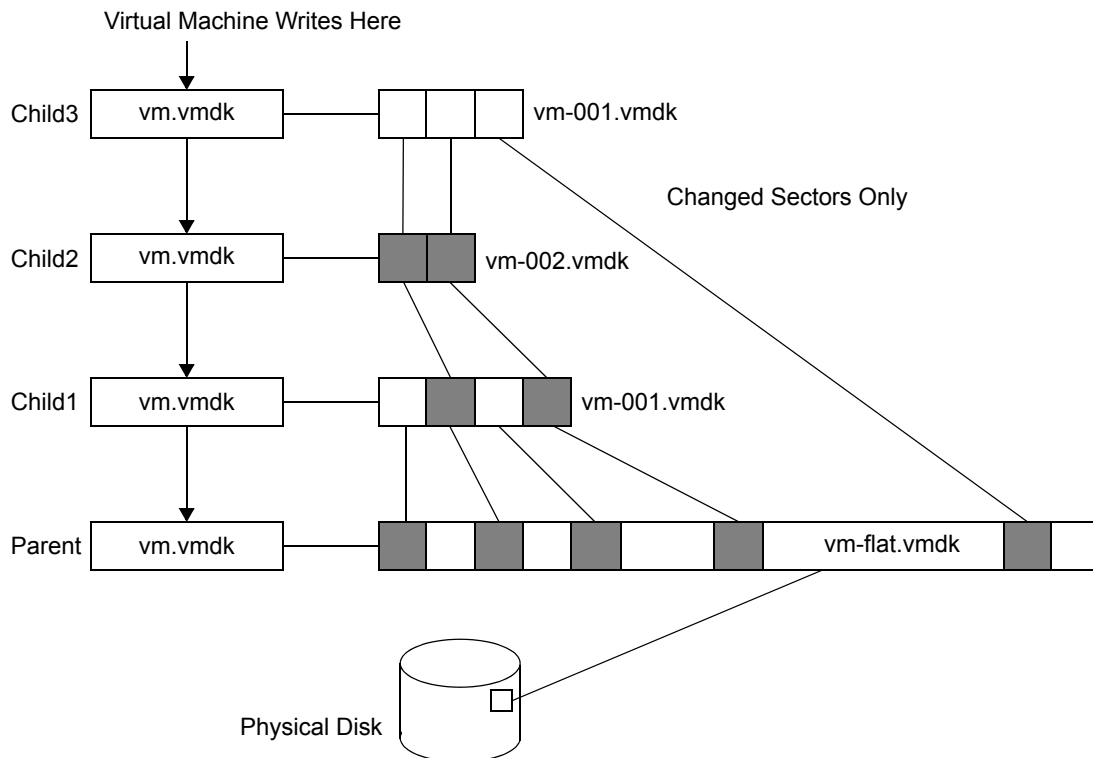 Virtual Machine Writes Here
Child3 vm.vmdk vm-001.vmdk
Changed Sectors Only
Child2 vm.vmdk vm-002.vmdk
Child1 vm.vmdk vm-001.vmdk
Parent vm.vmdk vm-flat.vmdk
Physical Disk